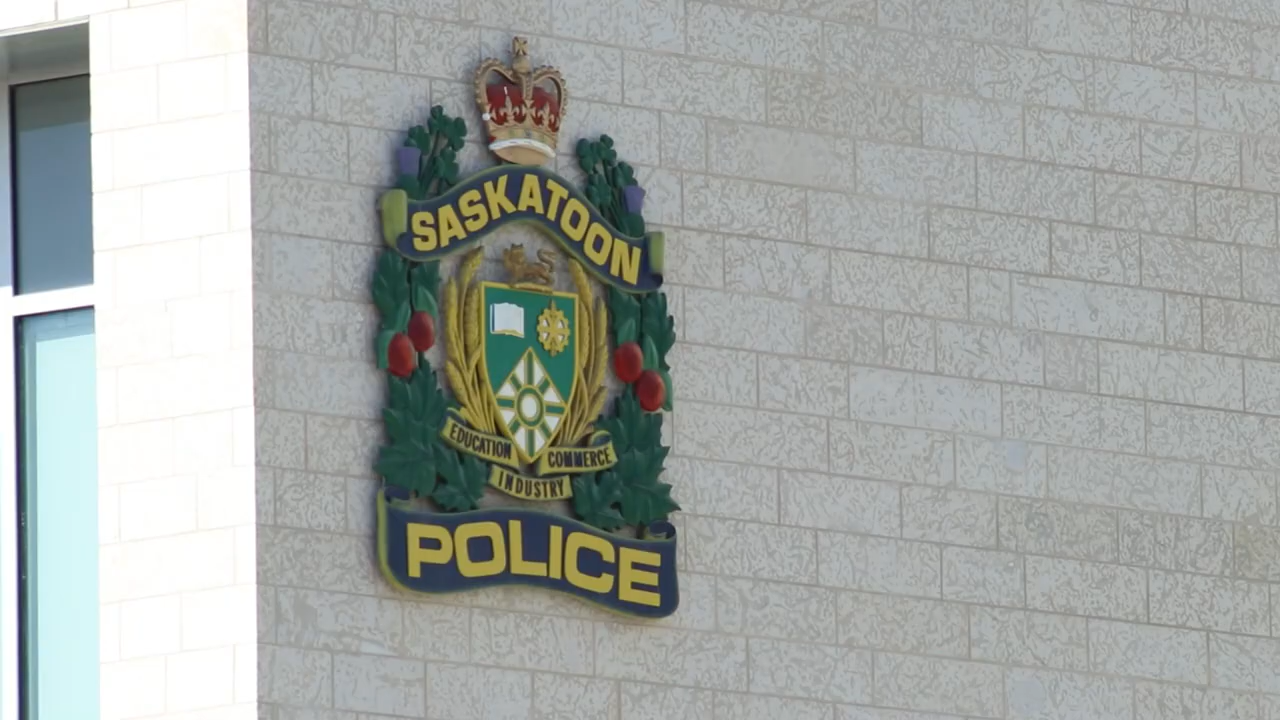 SASKATOON
EDUCATION
COMMERCE
INDUSTRY
POLICE